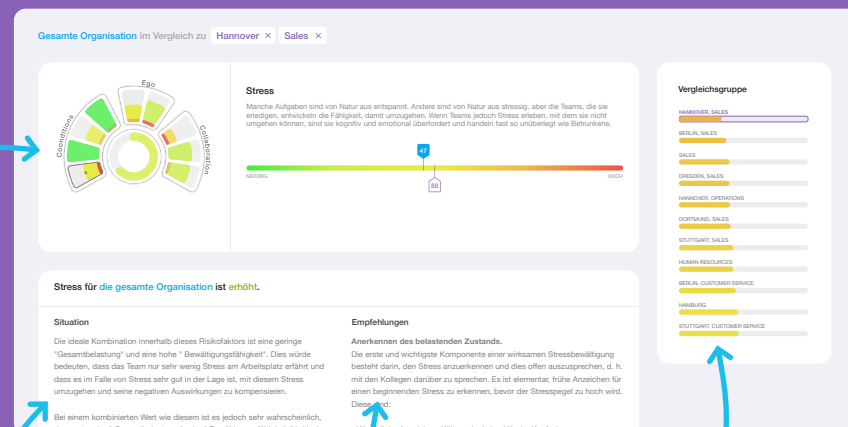 Gesamte Organisation im Vergleich zu Hannover × Sales ×
Ego
Coonditions
Collaboration
Stress
Manche Aufgaben sind von Natur aus entspannt. Andere sind von Natur aus stressig, aber die Teams, die sie
erledigen, entwickeln die Fähigkeit, damit umzugehen. Wenn Teams jedoch Stress erleben, mit dem sie nicht
umgehen können, sind sie kognitiv und emotional überfordert und handeln fast so unüberlegt wie Betrunkene.
47
NIEDRIG
HOCH
50
Vergleichsgruppe
HANNOVER, SALES
BERLIN, SALES
SALES
DRESDEN, SALES
HANNOVER, OPERATIONS
DORTMUND, SALES
STUTTGART, SALES
HUMAN RESOURCES
BERLIN, CUSTOMER SERVICE
HAMBURG
STUTTGART, CUSTOMER SERVICE
Stress für die gesamte Organisation ist erhöht.
Situation
Die ideale Kombination innerhalb dieses Risikofaktors ist eine geringe
"Gesamtbelastung" und eine hohe " Bewältigungsfähigkeit". Dies würde
bedeuten, dass das Team nur sehr wenig Stress am Arbeitsplatz erfährt und
dass es im Falle von Stress sehr gut in der Lage ist, mit diesem Stress
umzugehen und seine negativen Auswirkungen zu kompensieren.
Bei einem kombinierten Wert wie diesem ist es jedoch sehr wahrscheinlich,
Empfehlungen
Anerkennen des belastenden Zustands.
Die erste und wichtigste Komponente einer wirksamen Stressbewältigung
besteht darin, den Stress anzuerkennen und dies offen auszusprechen, d. h.
mit den Kollegen darüber zu sprechen. Es ist elementar, frühe Anzeichen für
einen beginnenden Stress zu erkennen, bevor der Stresspegel zu hoch wird.
Diese sind: